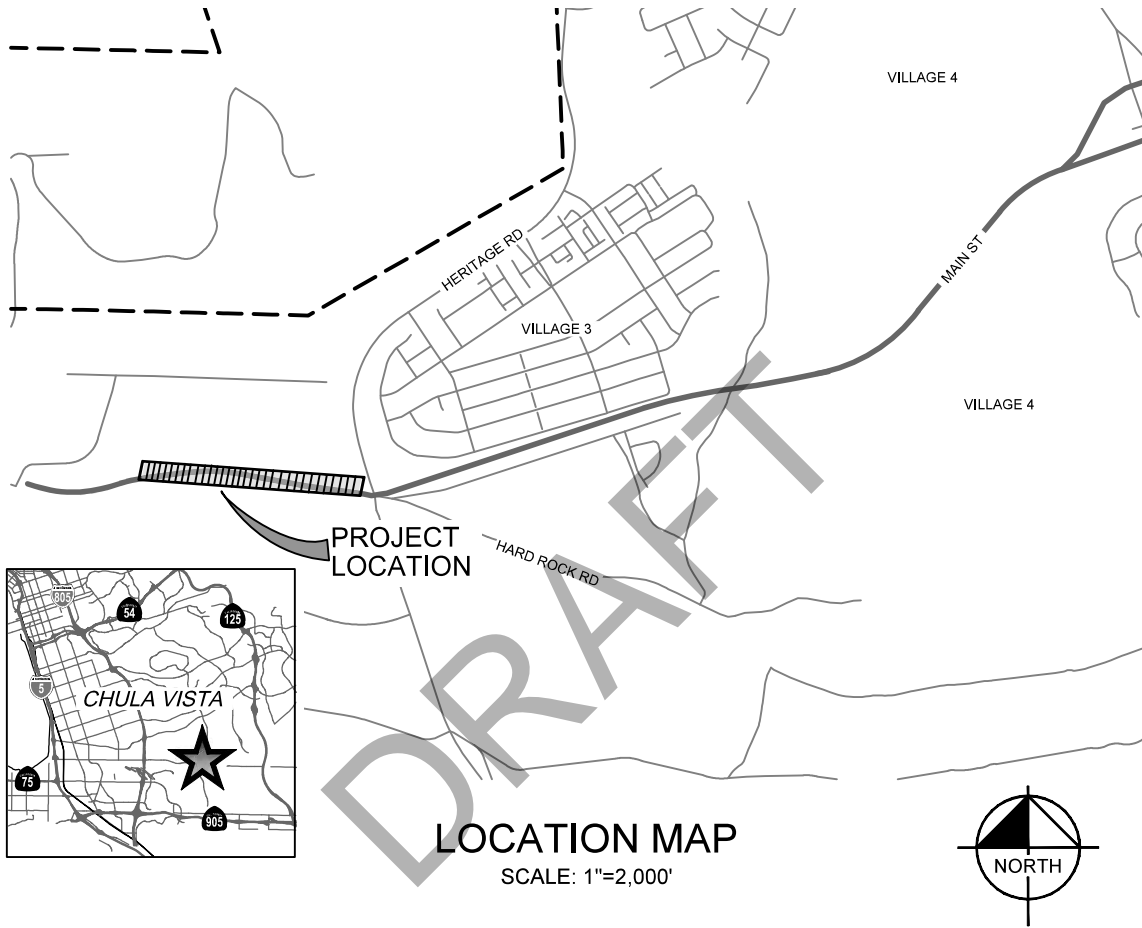 VILLAGE 4
HERITAGE RD
MAIN ST
VILLAGE 3
VILLAGE 4
PROJECT
LOCATION
HARD ROCK RD
DRAFT
805
54
125
5
CHULA VISTA
75
905
LOCATION MAP
SCALE: 1"=2,000'
NORTH